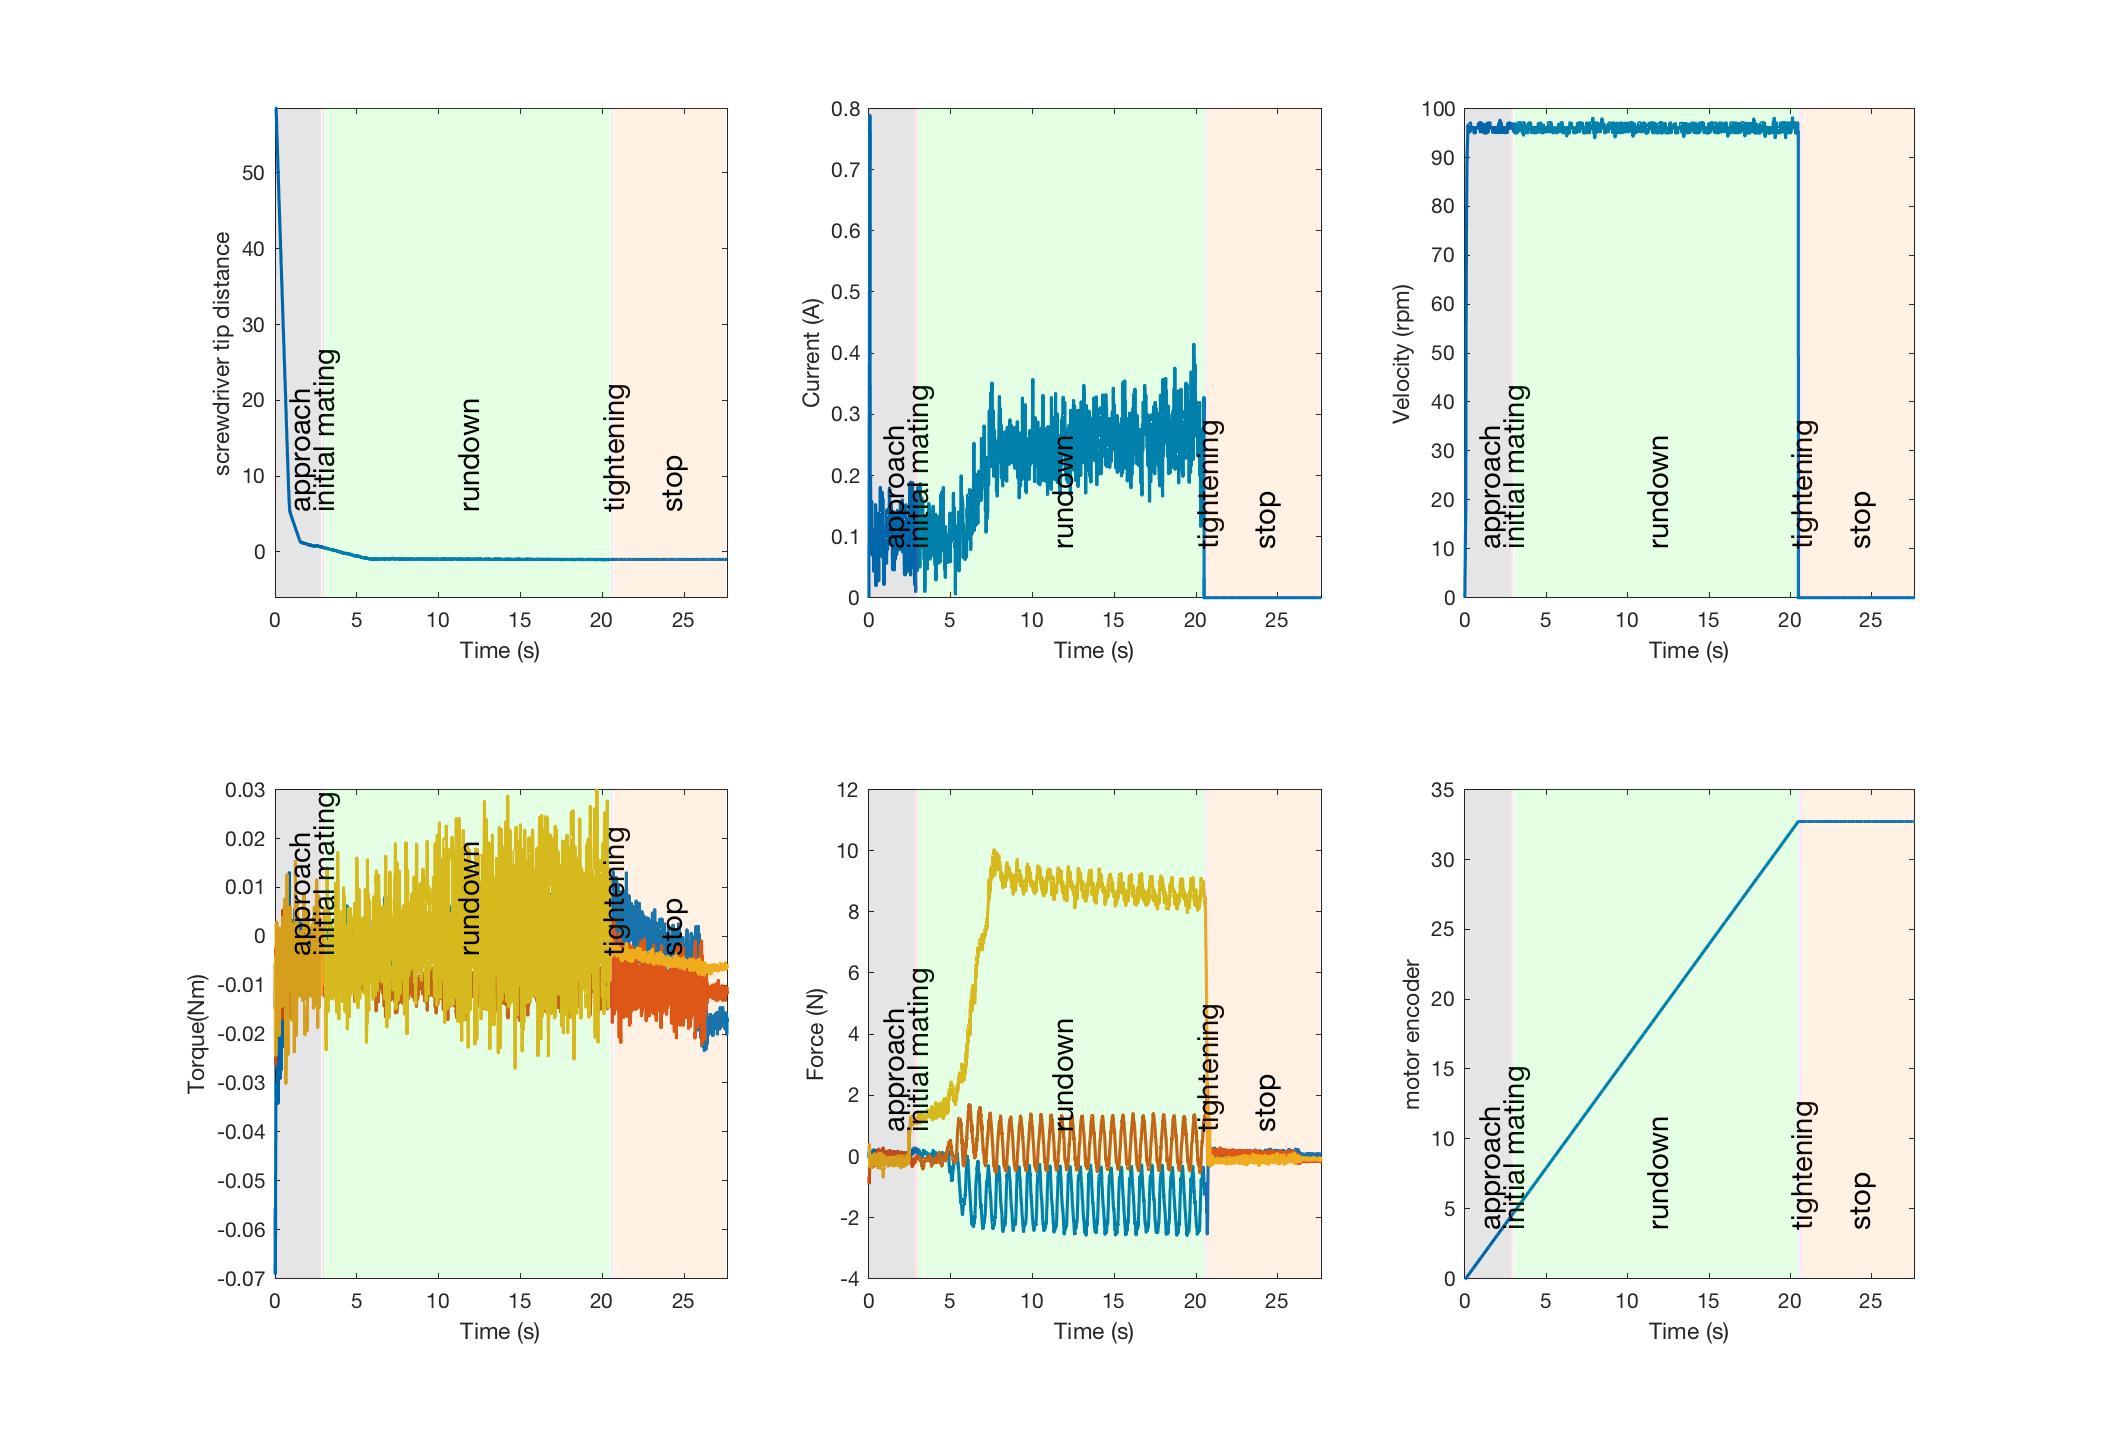 screwdriver tip distance
50
40
30
20
10
0
approach
initial mating
rundown
tightening
stop
0 5 10 15 20 25
Time (s)
Current (A)
0.8
0.7
0.6
0.5
0.4
0.3
0.2
0.1
0
approach
initial mating
rundown
tightening
stop
0 5 10 15 20 25
Time (s)
Velocity (rpm)
100
90
80
70
60
50
40
30
20
10
0
approach
initial mating
rundown
tightening
stop
0 5 10 15 20 25
Time (s)
Torque(Nm)
0.03
0.02
0.01
0
-0.01
-0.02
-0.03
-0.04
-0.05
-0.06
-0.07
approach
initial mating
rundown
tightening
stop
0 5 10 15 20 25
Time (s)
Force (N)
12
10
8
6
4
2
0
-2
-4
approach
initial mating
rundown
tightening
stop
0 5 10 15 20 25
Time (s)
motor encoder
35
30
25
20
15
10
5
0
approach
initial mating
rundown
tightening
stop
0 5 10 15 20 25
Time (s)